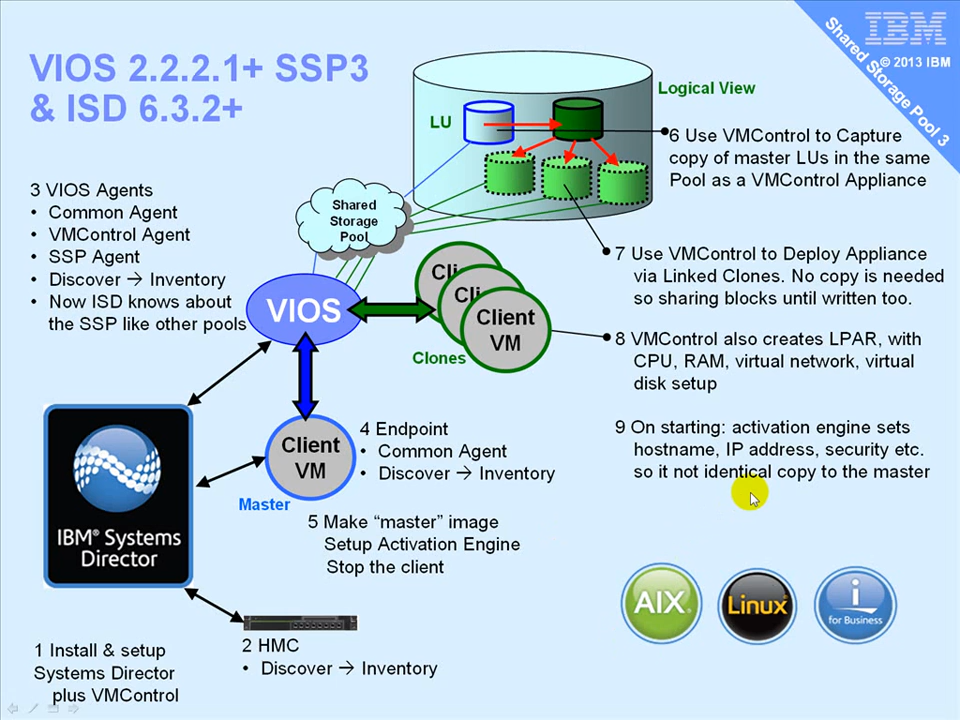 VIOS 2.2.2.1+ SSP3
& ISD 6.3.2+
IBM
© 2013 IBM
Shared Storage Pool 3
Logical View
LU
6 Use VMControl to Capture
copy of master LUs in the same
Pool as a VMControl Appliance
3 VIOS Agents
• Common Agent
• VMControl Agent
• SSP Agent
• Discover → Inventory
• Now ISD knows about
the SSP like other pools
Shared
Storage
Pool
7 Use VMControl to Deploy Appliance
via Linked Clones. No copy is needed
so sharing blocks until written too.
VIOS
Cli
Cli
Client
VM
Clones
8 VMControl also creates LPAR, with
CPU, RAM, virtual network, virtual
disk setup
9 On starting: activation engine sets
hostname, IP address, security etc.
so it not identical copy to the master
Client
VM
Master
4 Endpoint
• Common Agent
• Discover → Inventory
5 Make “master” image
Setup Activation Engine
Stop the client
IBM® Systems
Director
AIX®
Linux
i
for Business
1 Install & setup
Systems Director
plus VMControl
2 HMC
• Discover → Inventory